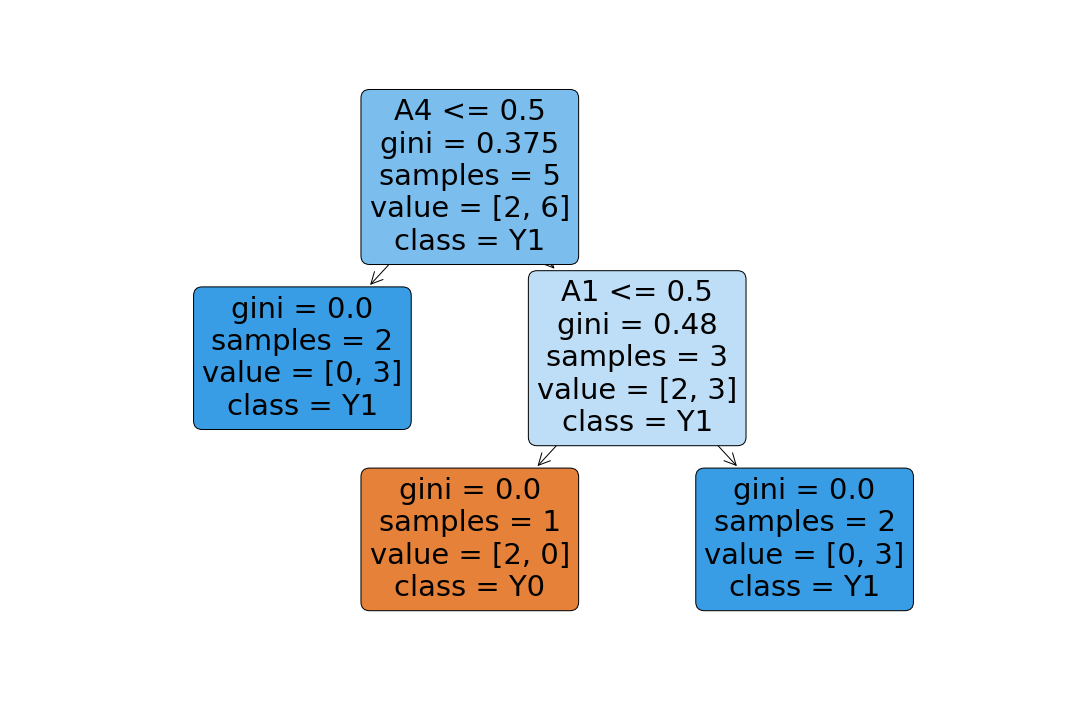 A4 <= 0.5
gini = 0.375
samples = 5
value = [2, 6]
class = Y1
gini = 0.0
samples = 2
value = [0, 3]
class = Y1
A1 <= 0.5
gini = 0.48
samples = 3
value = [2, 3]
class = Y1
gini = 0.0
samples = 1
value = [2, 0]
class = Y0
gini = 0.0
samples = 2
value = [0, 3]
class = Y1